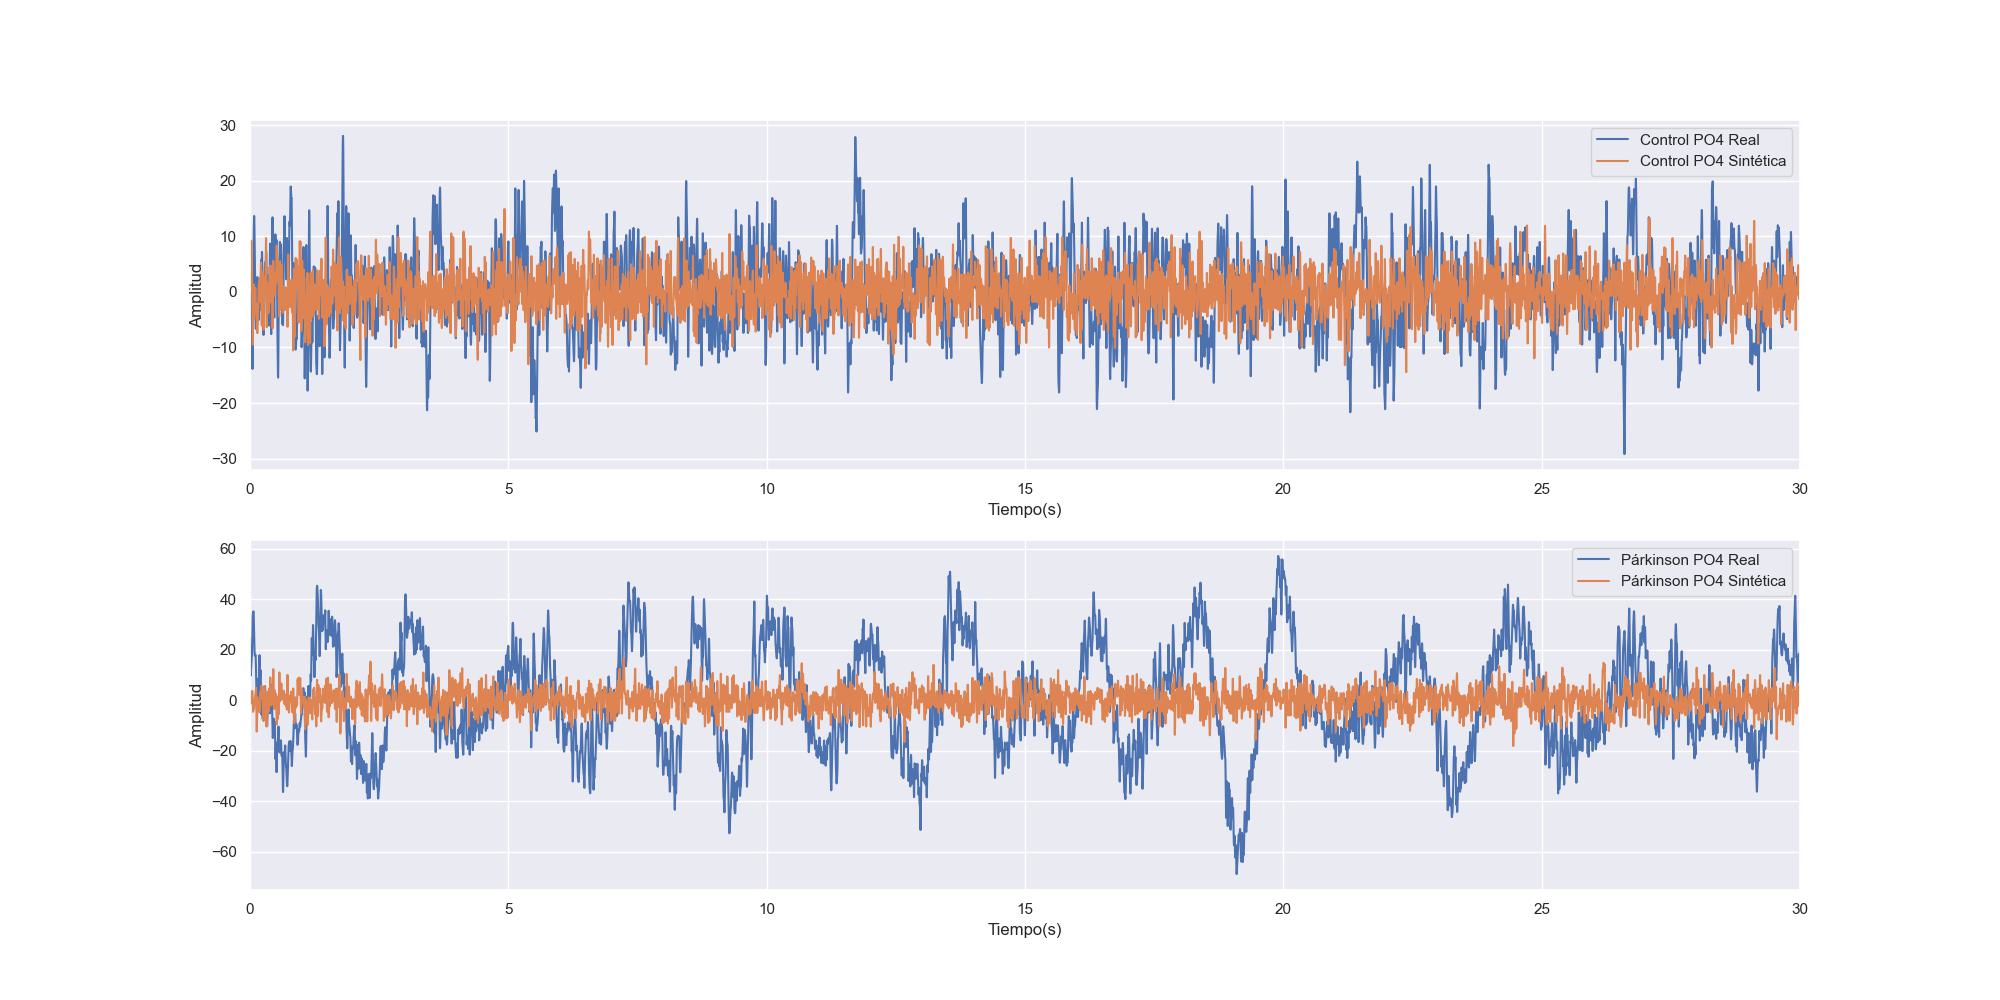 30
20
10
0
−10
−20
−30
Amplitud
Control PO4 Real
Control PO4 Sintética
0 5 10 15 20 25 30
Tiempo(s)
60
40
20
0
−20
−40
−60
Amplitud
Párkinson PO4 Real
Párkinson PO4 Sintética
0 5 10 15 20 25 30
Tiempo(s)